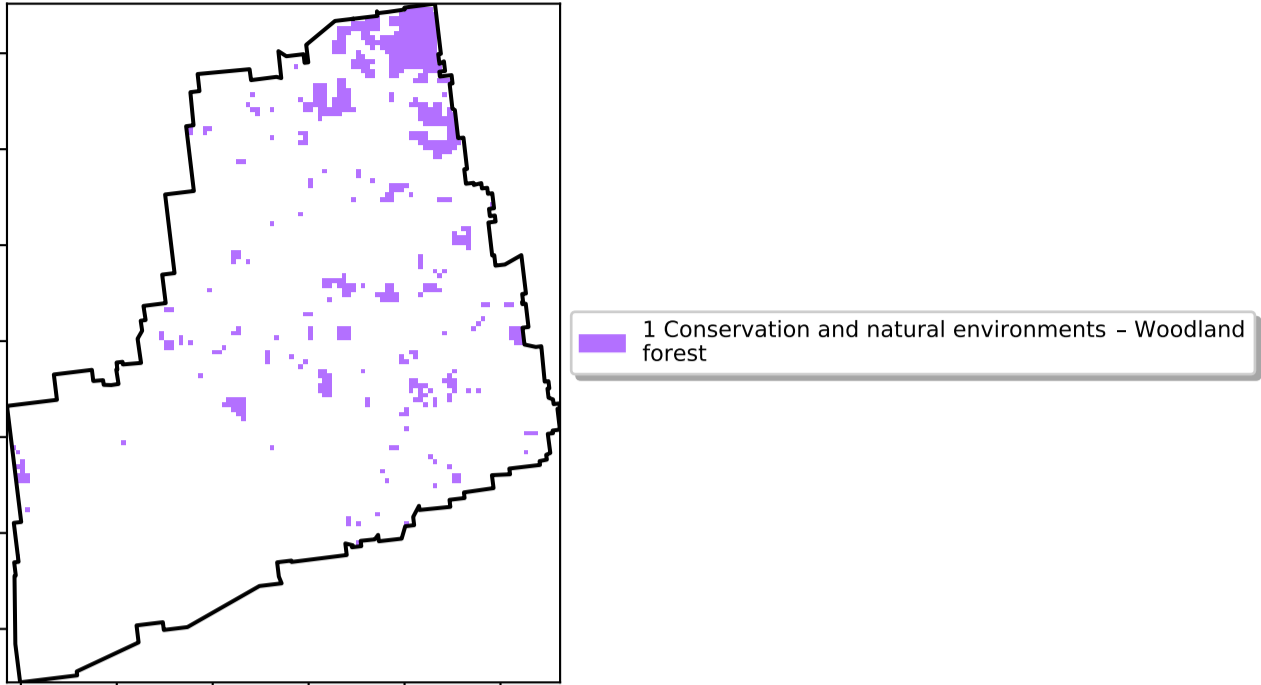 1 Conservation and natural environments – Woodland
forest